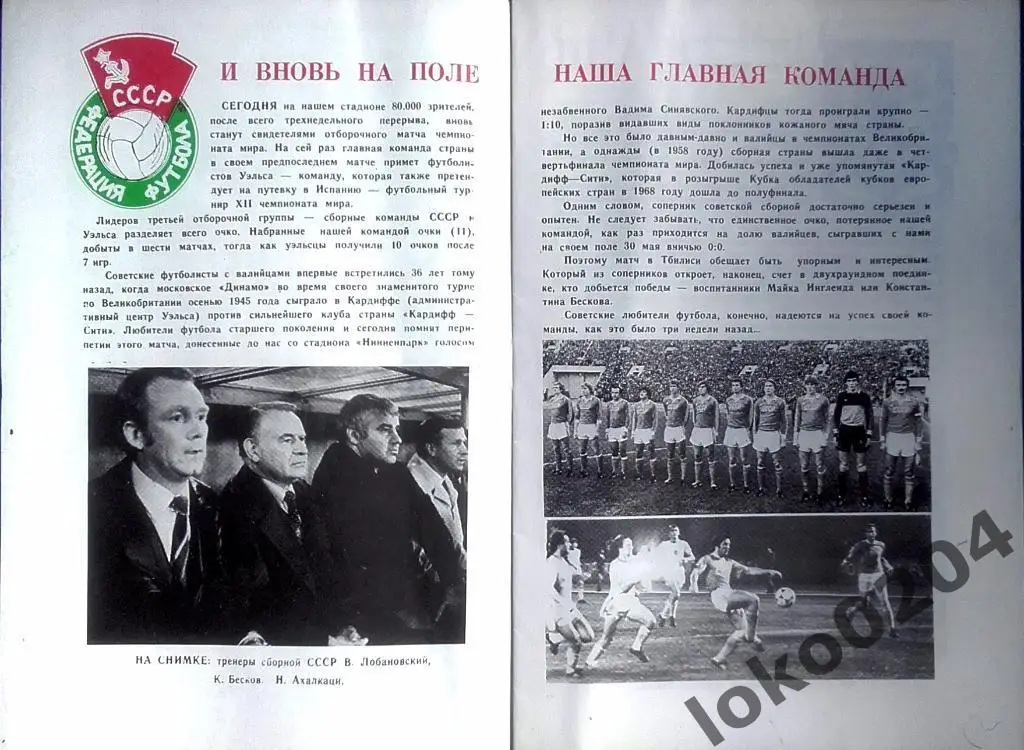 СССР
ФЕДЕРАЦИЯ ФУТБОЛА
И ВНОВЬ НА ПОЛЕ
СЕГОДНЯ на нашем стадионе 80.000 зрителей,
после всего трехнедельного перерыва, вновь
станут свидетелями отборочного матча чемпио-
ната мира. На сей раз главная команда страны
в своем предпоследнем матче примет футболи-
стов Уэльса — команду, которая также претен-
дует на путевку в Испанию — футбольный тур-
нир XII чемпионата мира.
Лидеров третьей отборочной группы — сборные команды СССР и
Уэльса разделяет всего очко. Набранные нашей командой очки (11),
добыты в шести матчах, тогда как уэльсцы получили 10 очков после
7 игр.
Советские футболисты с валийцами впервые встретились 36 лет тому
назад, когда московское «Динамо» во время своего знаменитого турне
по Великобритании осенью 1945 года сыграло в Кардиффе (администра-
тивный центр Уэльса) против сильнейшего клуба страны «Кардифф —
Сити». Любители футбола старшего поколения и сегодня помнят пери-
петии этого матча, донесенные до нас со стадиона «Нинненпарк» голосом
НА СНИМКЕ: тренеры сборной СССР В. Лобановский,
К. Бесков. Н. Ахалкаци.
НАША ГЛАВНАЯ КОМАНДА
незабвенного Вадима Синявского. Кардифцы тогда проиграли крупно —
1:10, поразив видавших виды поклонников кожаного мяча страны.
Но все это было давным-давно и валийцы в чемпионатах Великобри-
тании, а однажды (в 1958 году) сборная страны вышла даже в чет-
вертьфинала чемпионата мира. Добилась успеха и уже упомянутая «Кар-
дифф—Сити», которая в розыгрыше Кубка обладателей кубков евро-
пейских стран в 1968 году дошла до полуфинала.
Одним словом, соперник советской сборной достаточно серьезен и
опытен. Не следует забывать, что единственное очко, потерянное нашей
командой, как раз приходится на долю валийцев, сыгравших с нами
на своем поле 30 мая вничью 0:0.
Поэтому матч в Тбилиси обещает быть упорным и интересным.
Который из соперников откроет, наконец, счет в двухраундном поедин-
ке, кто добьется победы — воспитанники Майка Ингленда или Констан-
тина Бескова.
Советские любители футбола, конечно, надеются на успех своей ко-
манды, как это было три недели назад...
loko0204